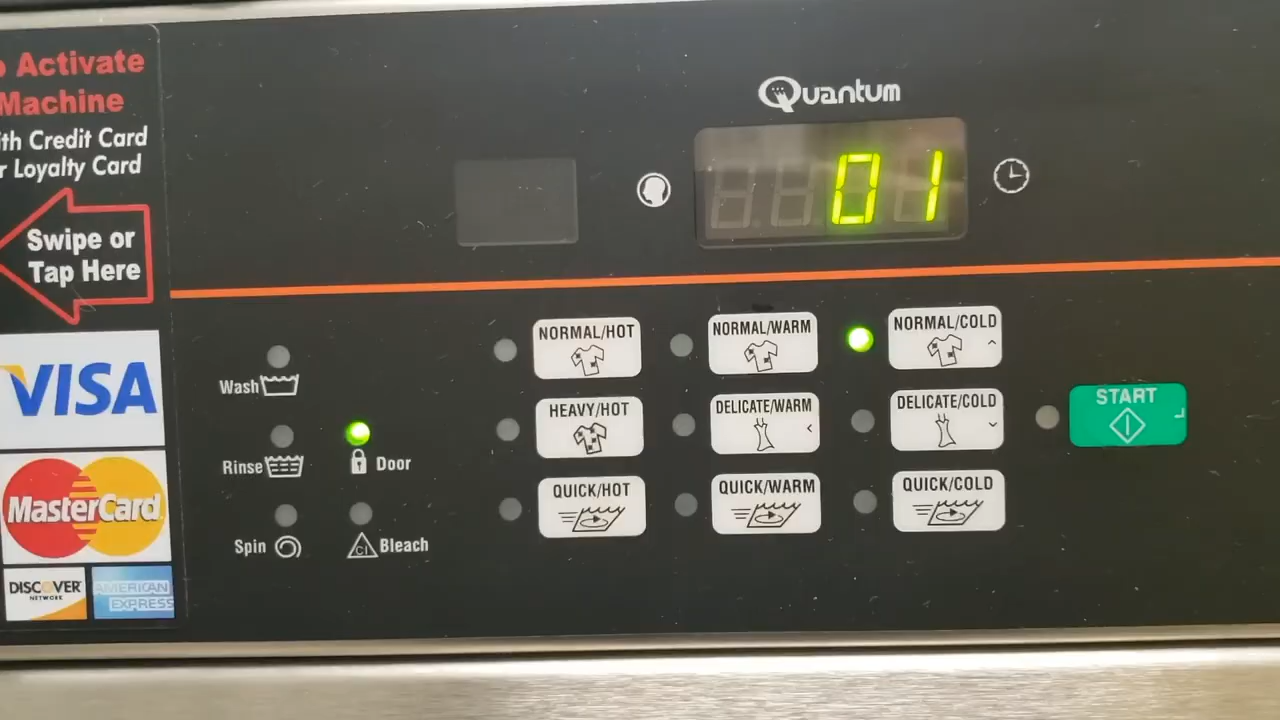 o Activate
Machine
ith Credit Card
r Loyalty Card
Swipe or
Tap Here
VISA
MasterCard
DISCOVER
NETWORK
AMERICAN
EXPRESS
Quantum
01
Wash
Rinse
Door
Spin
Cl
Bleach
NORMAL/HOT
NORMAL/WARM
NORMAL/COLD
HEAVY/HOT
DELICATE/WARM
DELICATE/COLD
START
QUICK/HOT
QUICK/WARM
QUICK/COLD